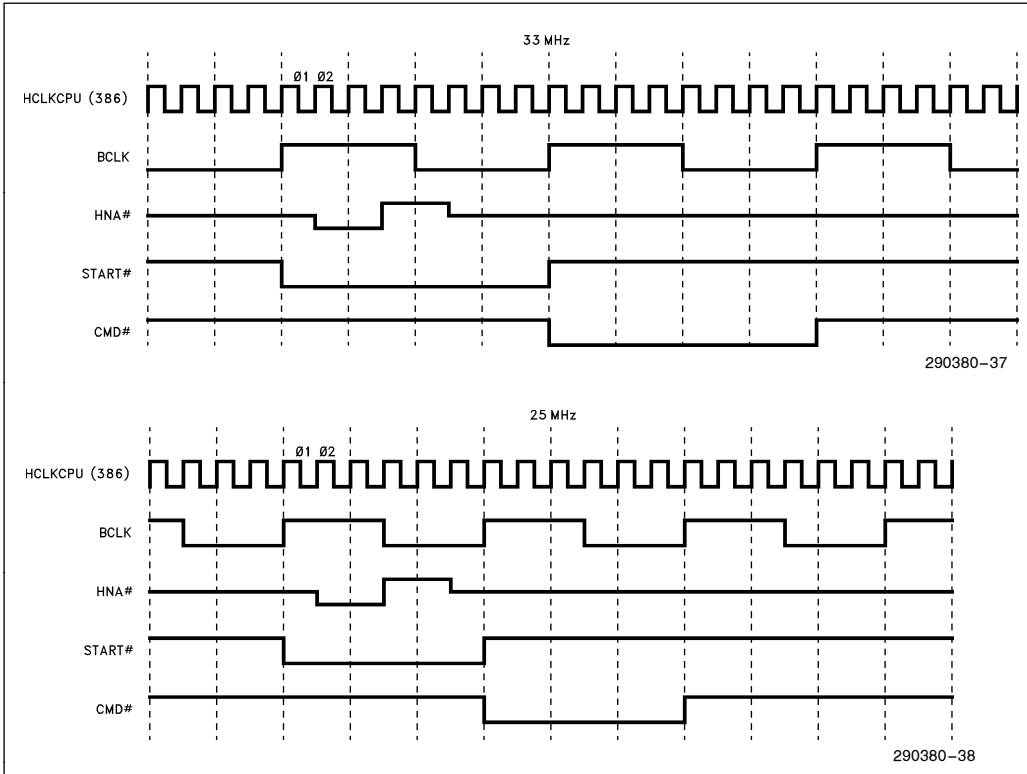 33 MHz
Ø1 Ø2
HCLKCPU (386)
BCLK
HNA#
START#
CMD#
290380–37
25 MHz
Ø1 Ø2
HCLKCPU (386)
BCLK
HNA#
START#
CMD#
290380–38